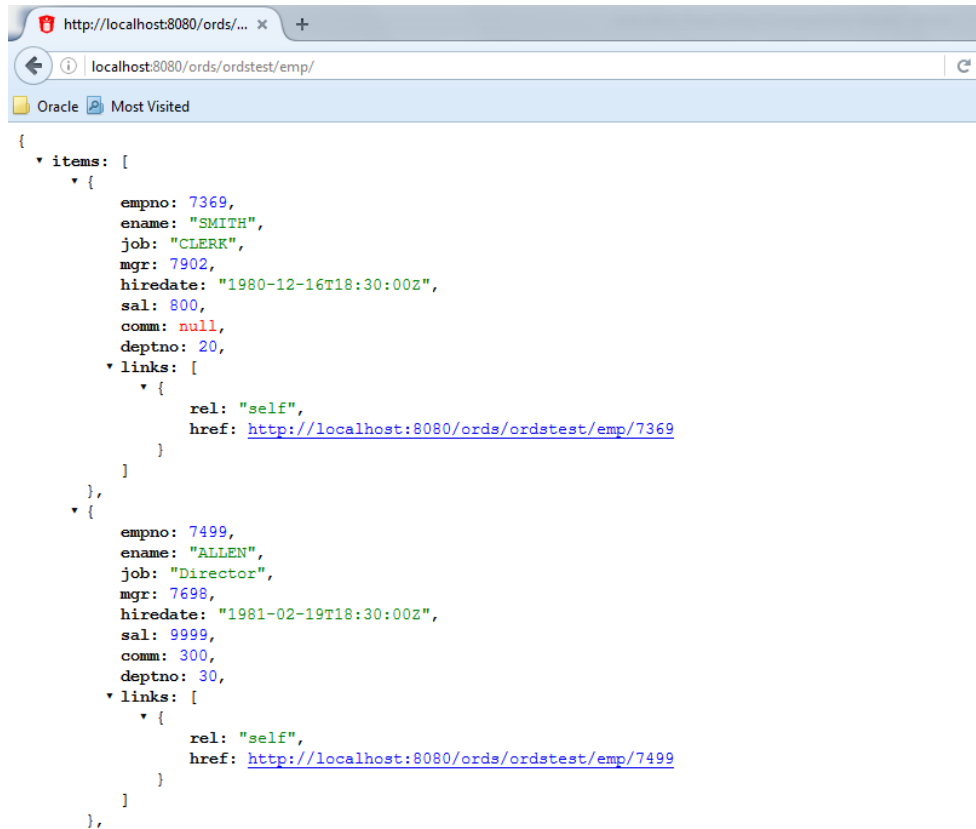 http://localhost:8080/ords/... × +
localhost:8080/ords/ordstest/emp/
Oracle Most Visited
{
▾ items: [
▾ {
empno: 7369,
ename: "SMITH",
job: "CLERK",
mgr: 7902,
hiredate: "1980-12-16T18:30:00Z",
sal: 800,
comm: null,
deptno: 20,
▾ links: [
▾ {
rel: "self",
href: http://localhost:8080/ords/ordstest/emp/7369
}
]
},
▾ {
empno: 7499,
ename: "ALLEN",
job: "Director",
mgr: 7698,
hiredate: "1981-02-19T18:30:00Z",
sal: 9999,
comm: 300,
deptno: 30,
▾ links: [
▾ {
rel: "self",
href: http://localhost:8080/ords/ordstest/emp/7499
}
]
},